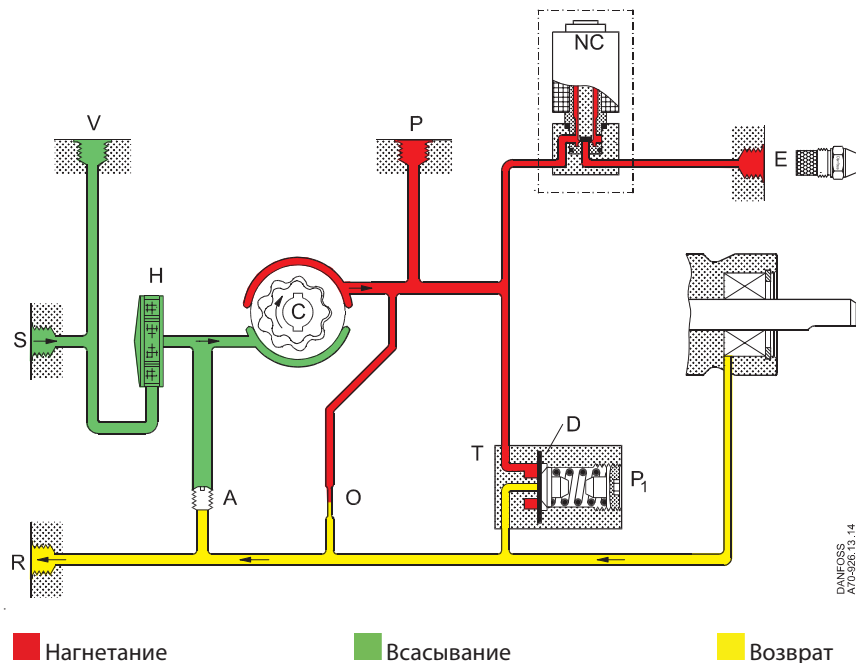 NC
V
P
E
H
S
C
D
T
P1
A
O
R
DANFOSS
A70-926.13.14
Нагнетание
Всасывание
Возврат